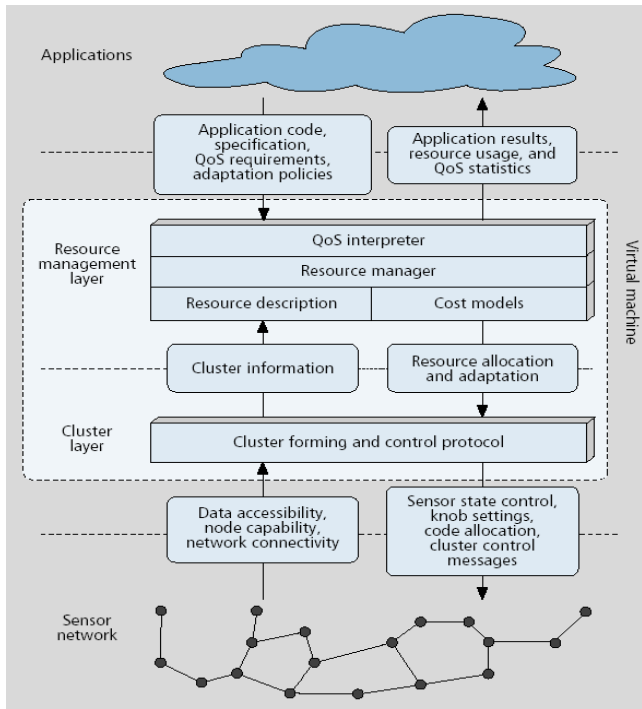 Applications
Application code,
specification,
QoS requirements,
adaptation policies
Application results,
resource usage, and
QoS statistics
Resource
management
layer
QoS interpreter
Resource manager
Resource description
Cost models
Virtual machine
Cluster information
Resource allocation
and adaptation
Cluster
layer
Cluster forming and control protocol
Data accessibility,
node capability,
network connectivity
Sensor state control,
knob settings,
code allocation,
cluster control
messages
Sensor
network